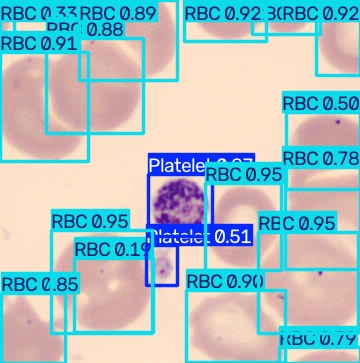 RBC 0.33
RBC 0.89
RBC 0.92
RBC 0.92
0.88
RBC 0.91
RBC 0.50
RBC 0.78
Platelet
RBC 0.95
RBC 0.95
RBC 0.95
Platelet 0.51
RBC 0.19
RBC 0.85
RBC 0.90
RBC 0.79